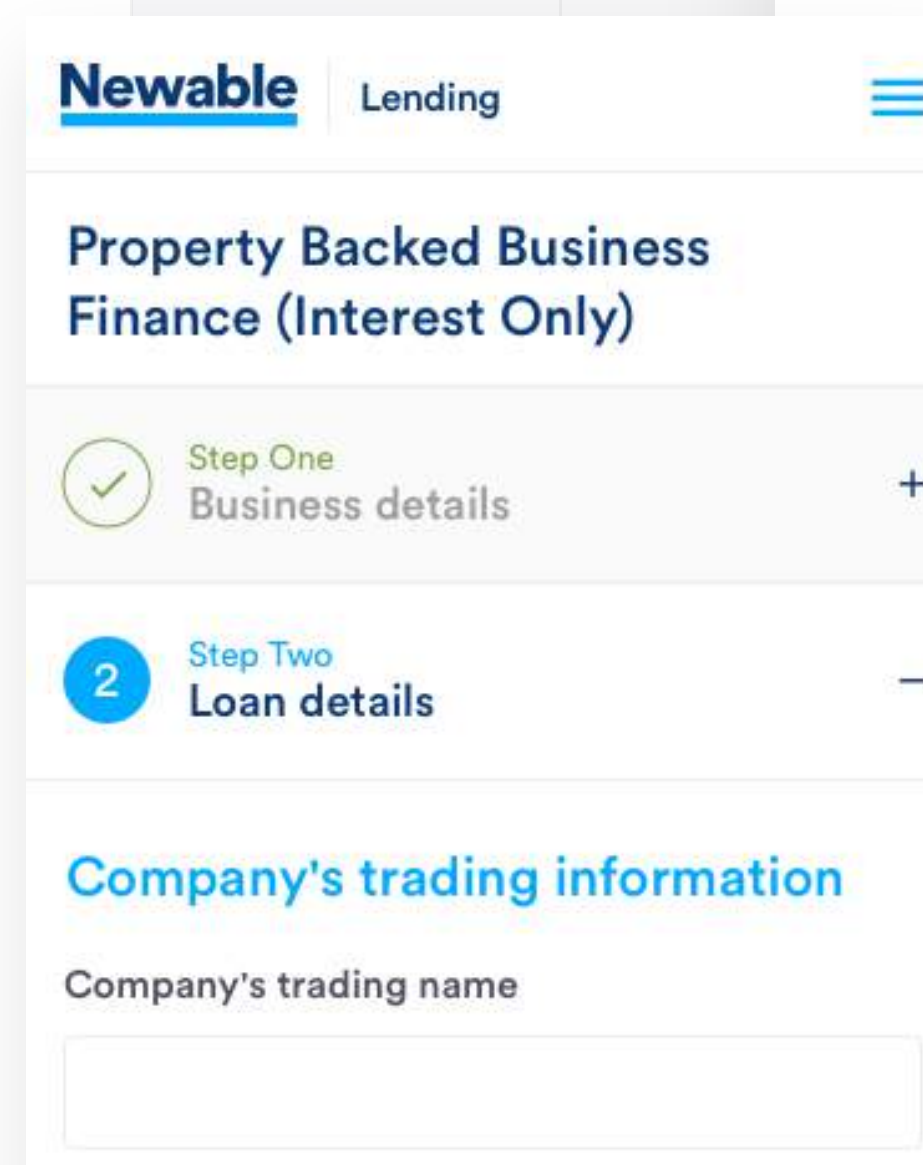 Newable Lending
Property Backed Business
Finance (Interest Only)
Step One
Business details
+
2
Step Two
Loan details
–
Company's trading information
Company's trading name